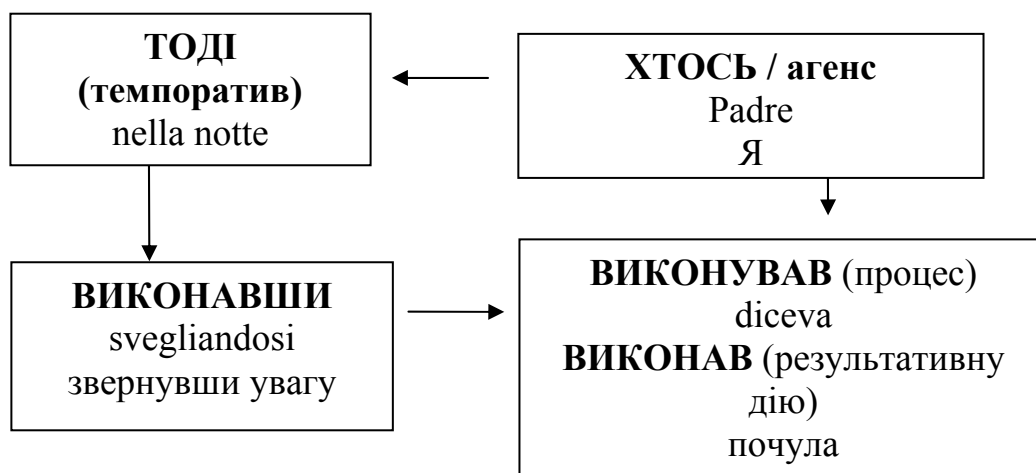 ТОДІ
(темпоратив)
nella notte
ХТОСЬ / агенс
Padre
Я
ВИКОНАВШИ
svegliandosi
звернувши увагу
ВИКОНУВАВ (процес)
diceva
ВИКОНАВ (результативну
дію)
почула